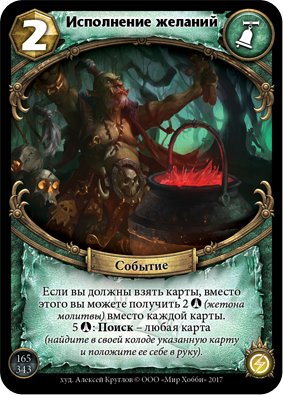 2
Исполнение желаний
Событие
Если вы должны взять карты, вместо
этого вы можете получить 2 (жетона
молитвы) вместо каждой карты.
5 : Поиск – любая карта
(найдите в своей колоде указанную карту
и положите ее себе в руку).
165
343
худ. Алексей Круглов © ООО «Мир Хобби» 2017